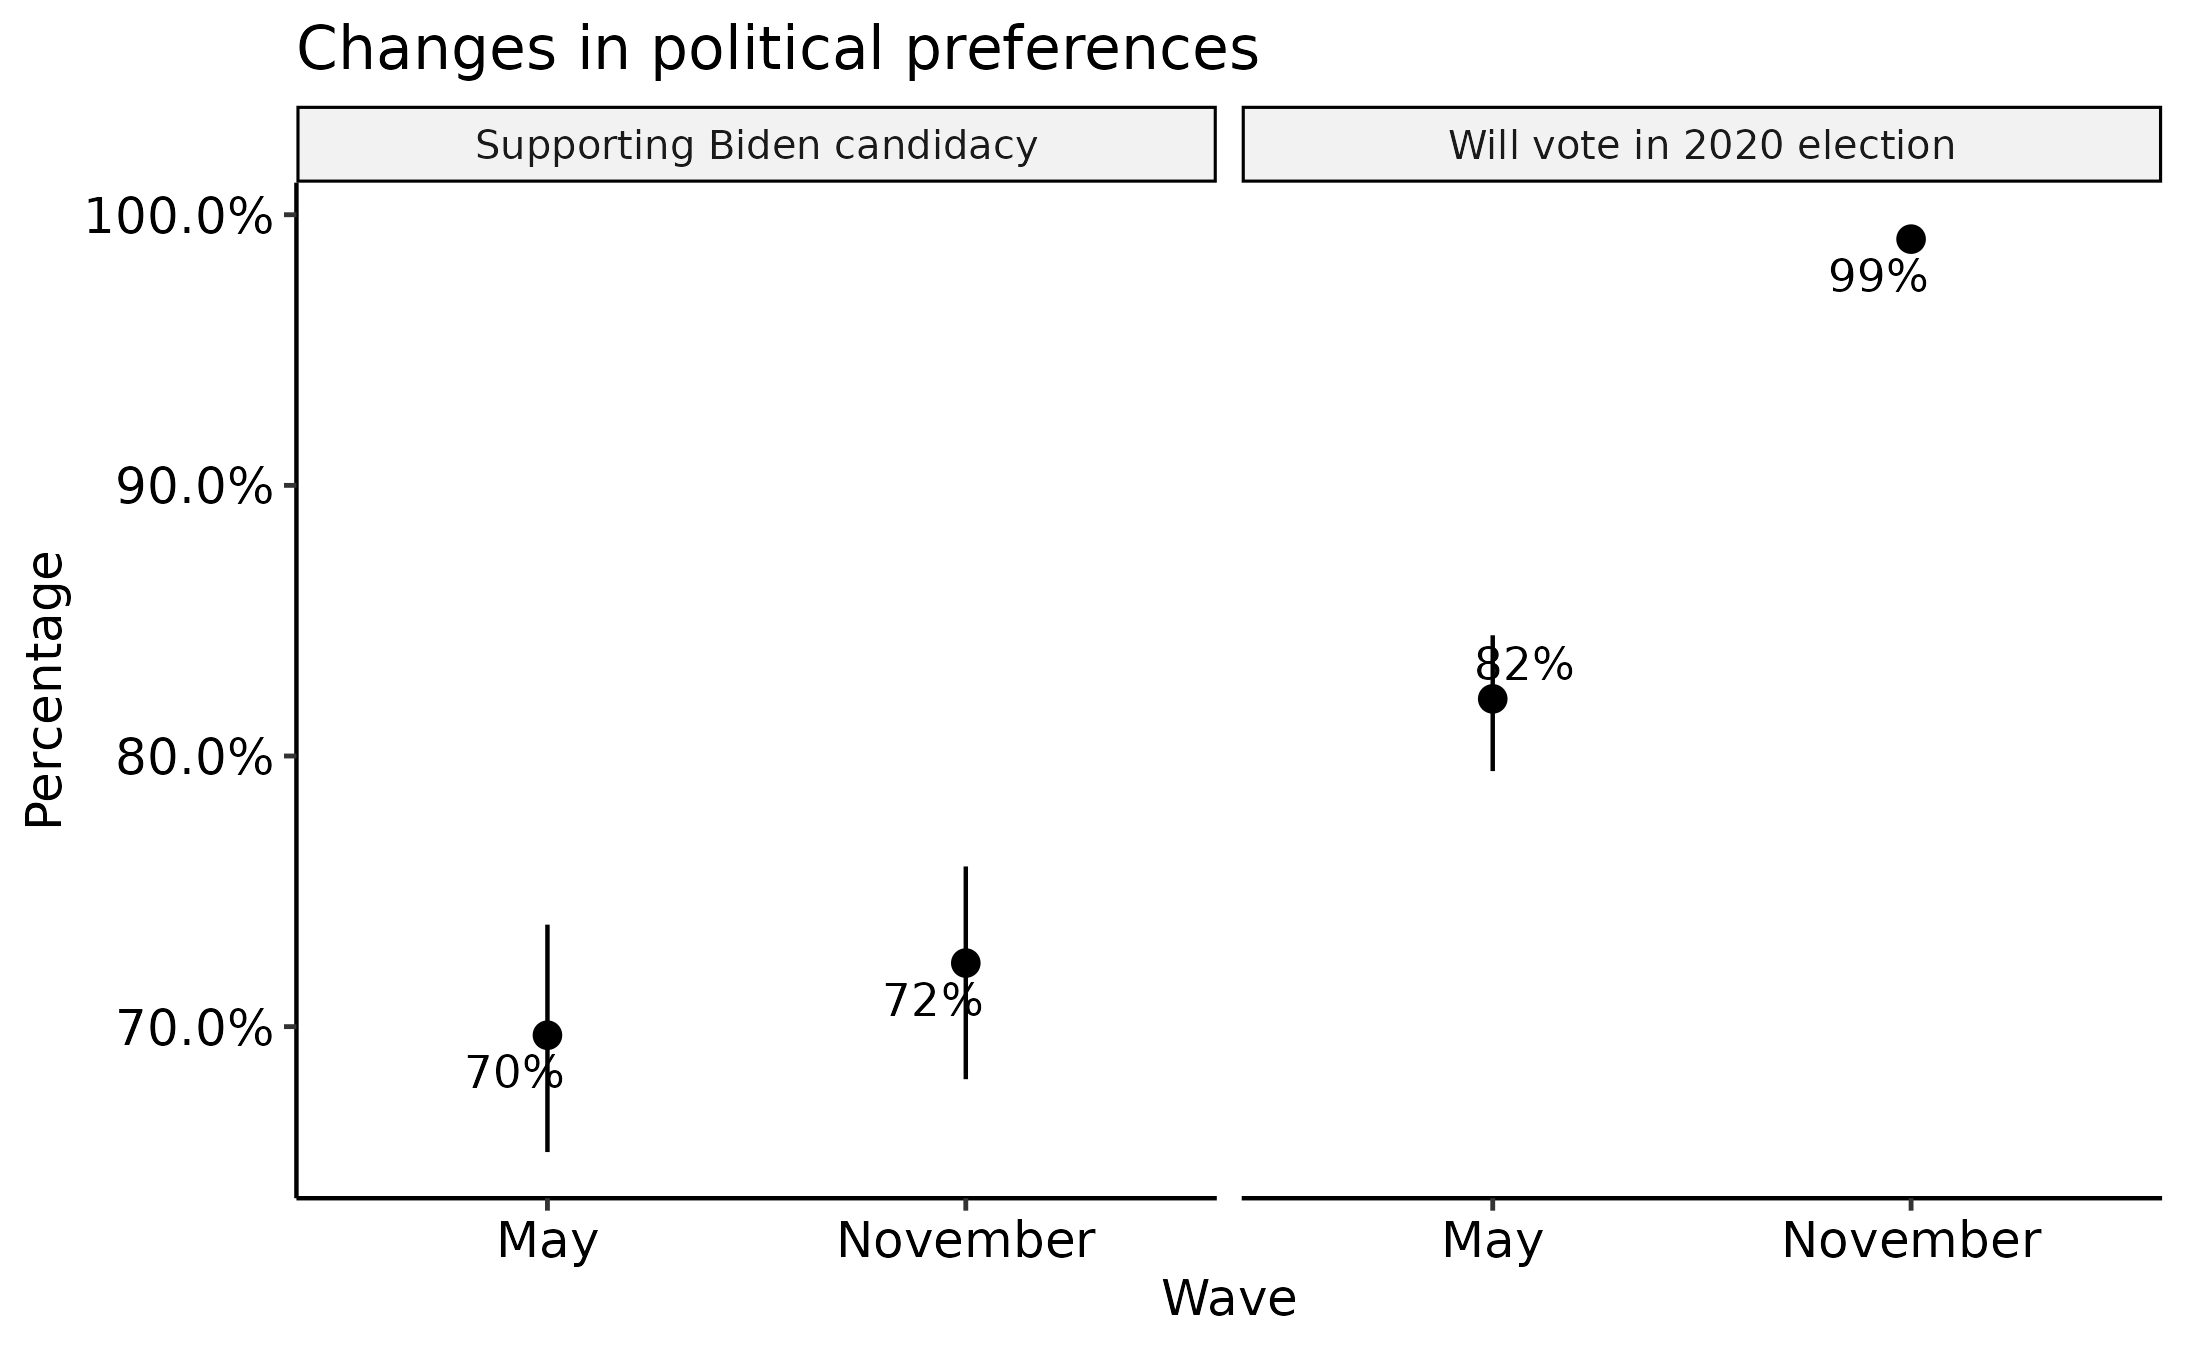 Changes in political preferences
Supporting Biden candidacy
Will vote in 2020 election
100.0%
90.0%
80.0%
70.0%
Percentage
70%
72%
82%
99%
May
November
May
November
Wave